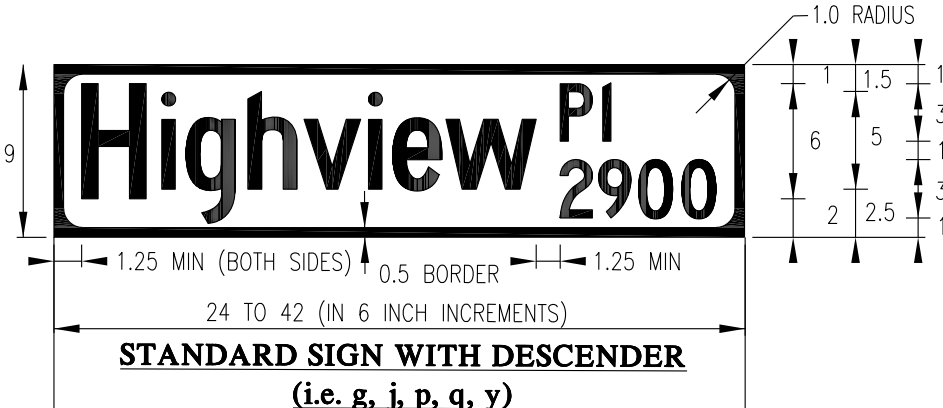 1.0 RADIUS
Highview Pl
2900
9
1 1.5 1
6 5 3
1
2 2.5 3
1
1.25 MIN (BOTH SIDES) 0.5 BORDER 1.25 MIN
24 TO 42 (IN 6 INCH INCREMENTS)
STANDARD SIGN WITH DESCENDER
(i.e. g, j, p, q, y)